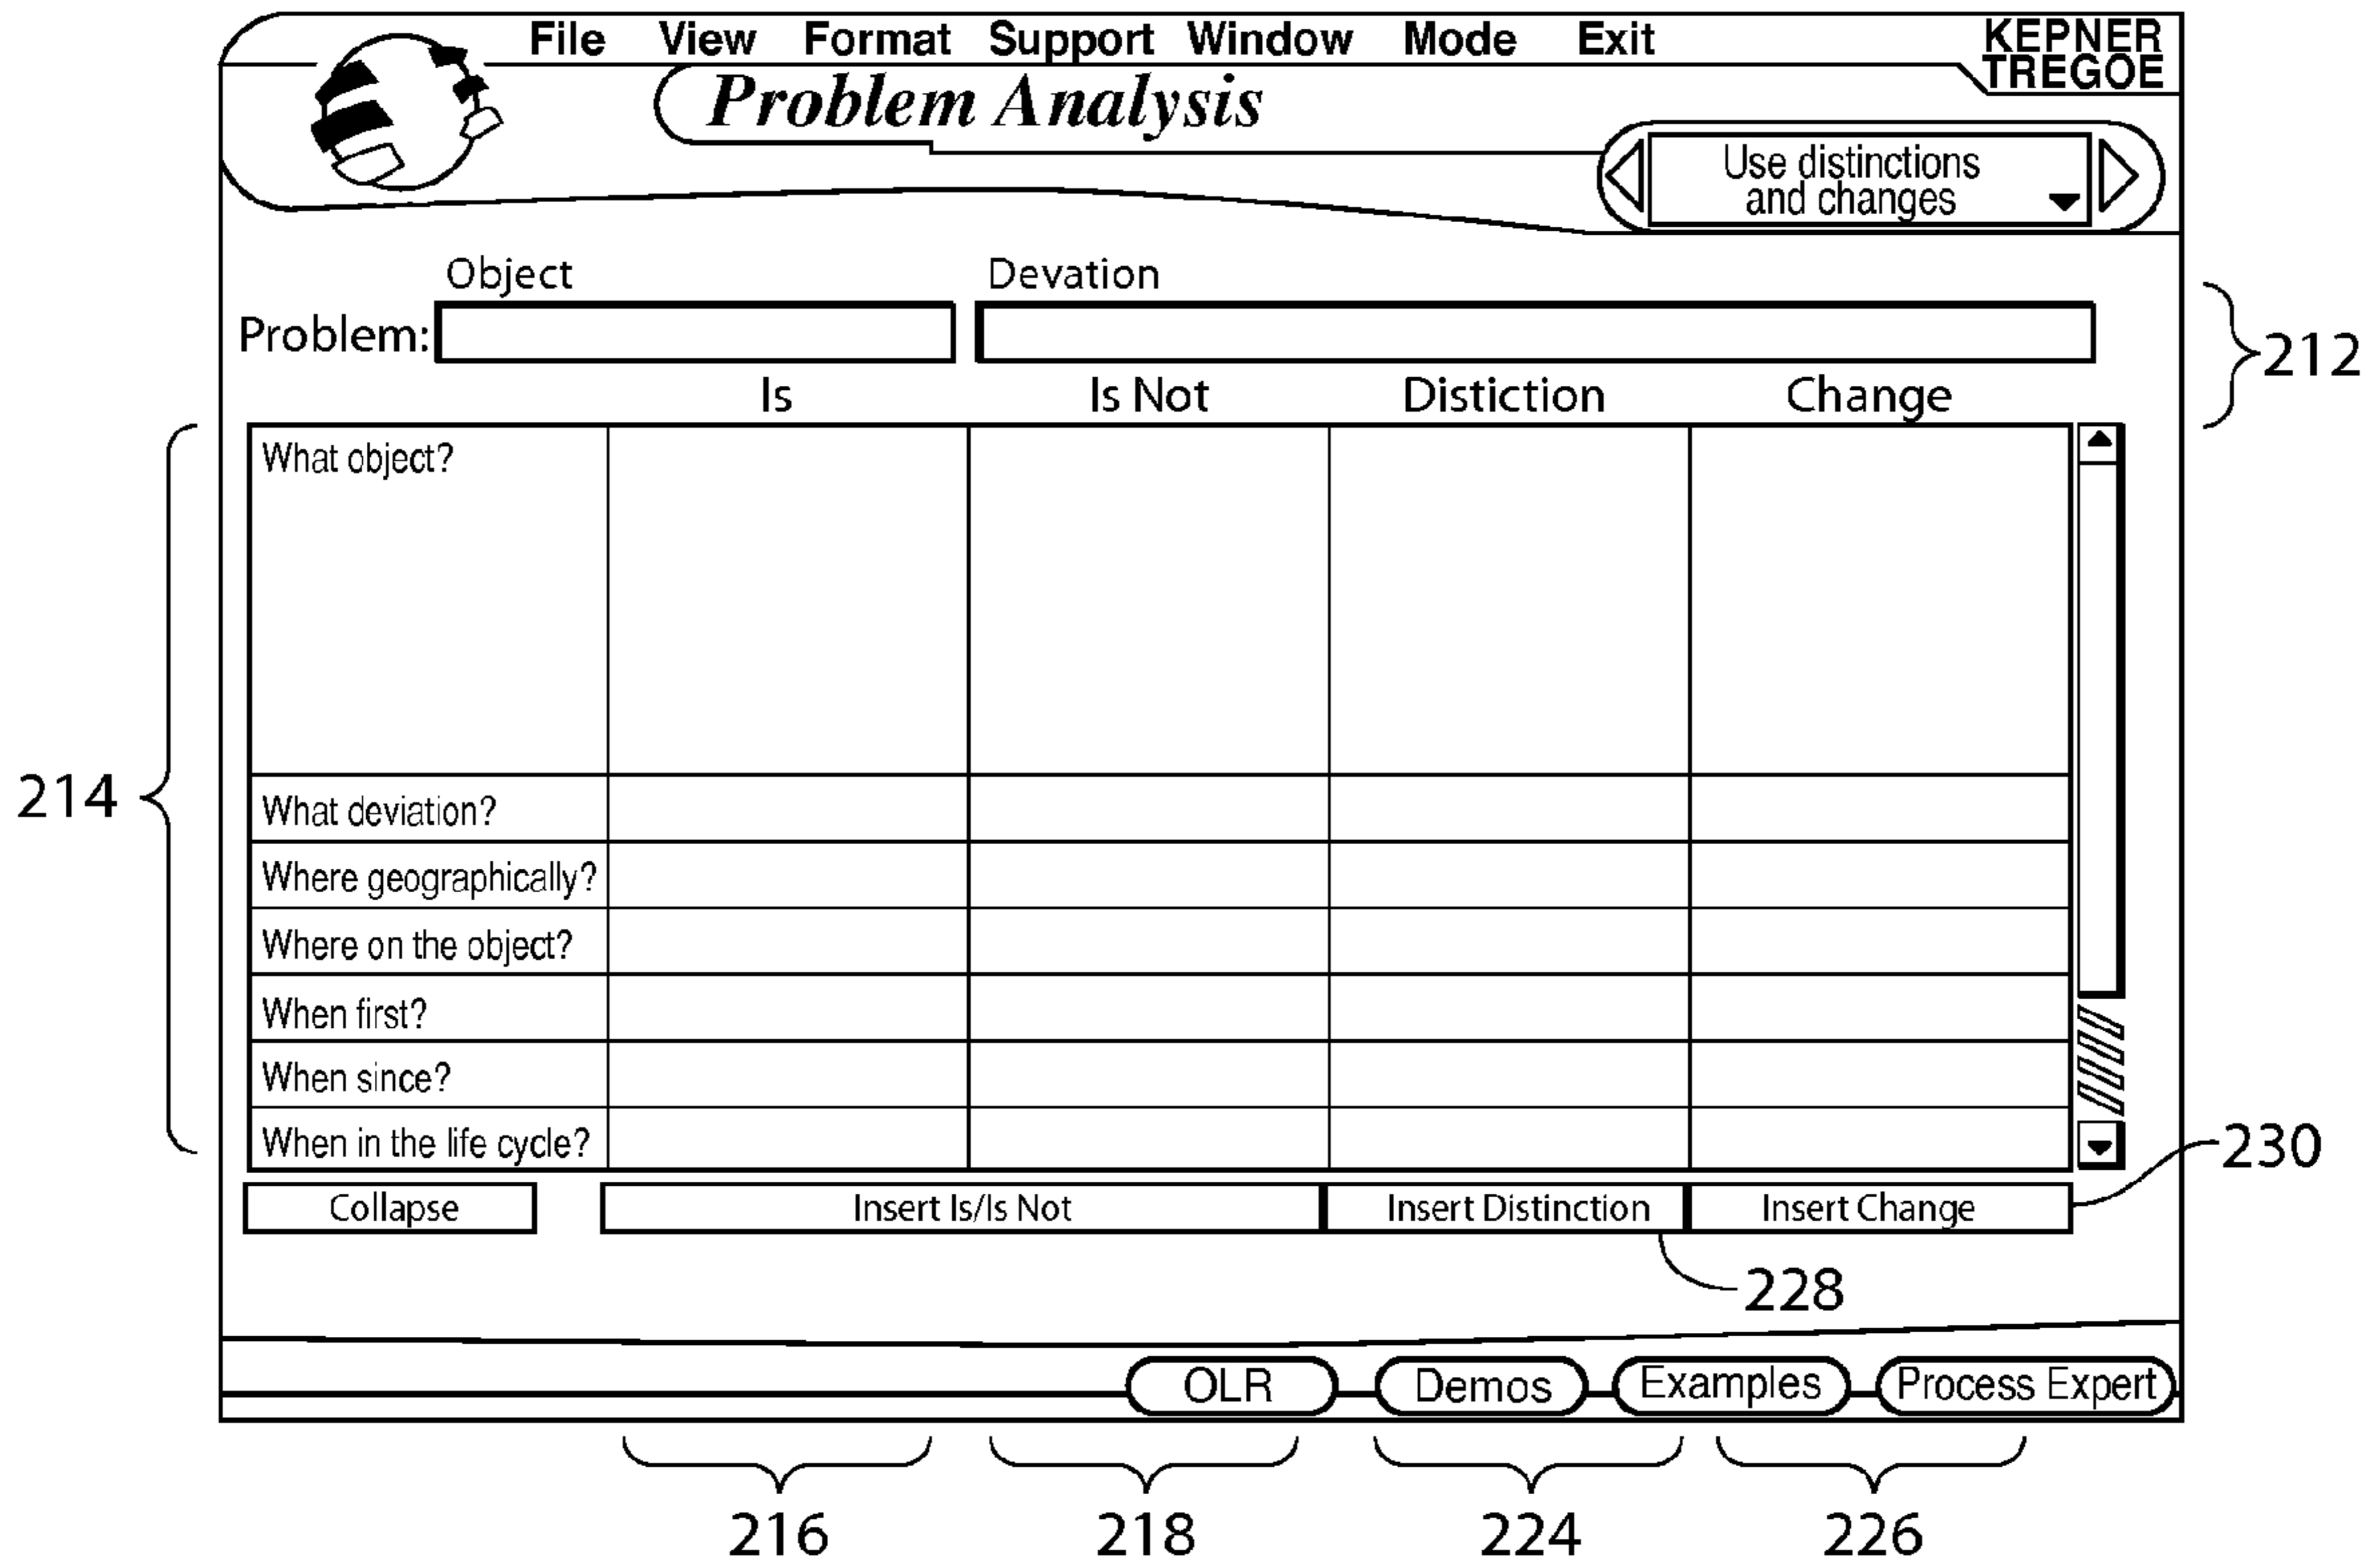 File View Format Support Window Mode Exit
KEPNER
TREGOE
Problem Analysis
Use distinctions
and changes
Object Devation
Problem:
212
Is Is Not Distiction Change
What object?
214
What deviation?
Where geographically?
Where on the object?
When first?
When since?
When in the life cycle?
230
Collapse Insert Is/Is Not Insert Distinction Insert Change
228
OLR Demos Examples Process Expert
216 218 224 226